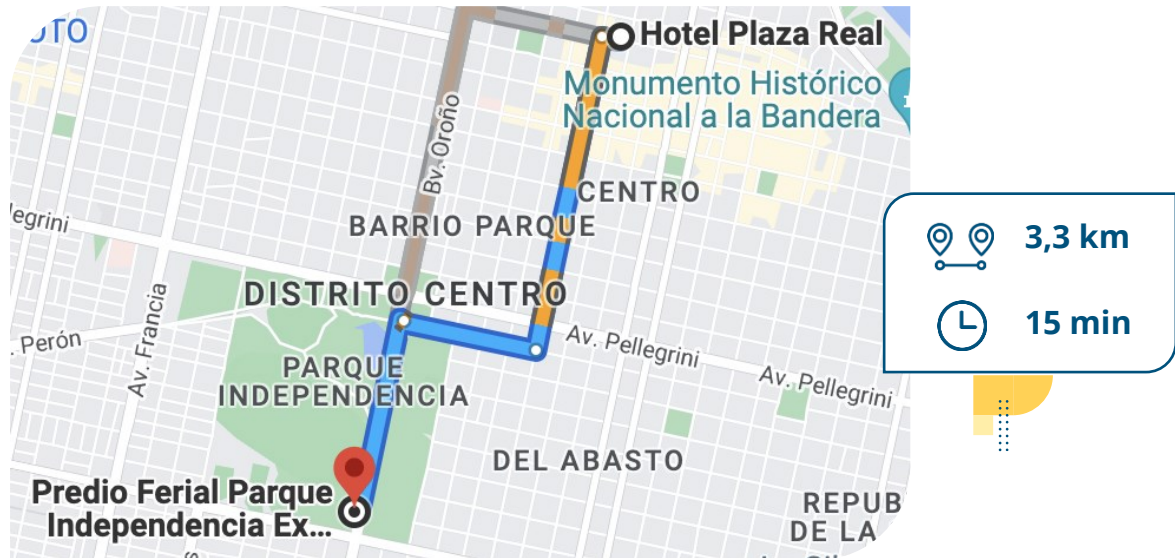 Hotel Plaza Real
Monumento Histórico
Nacional a la Bandera
Bv. Oroño
CENTRO
BARRIO PARQUE
legrini
DISTRITO CENTRO
Av. Francia
. Perón
Av. Pellegrini
Av. Pellegrini
PARQUE
INDEPENDENCIA
DEL ABASTO
Predio Ferial Parque
Independencia Ex...
REPUB
DE LA
3,3 km
15 min